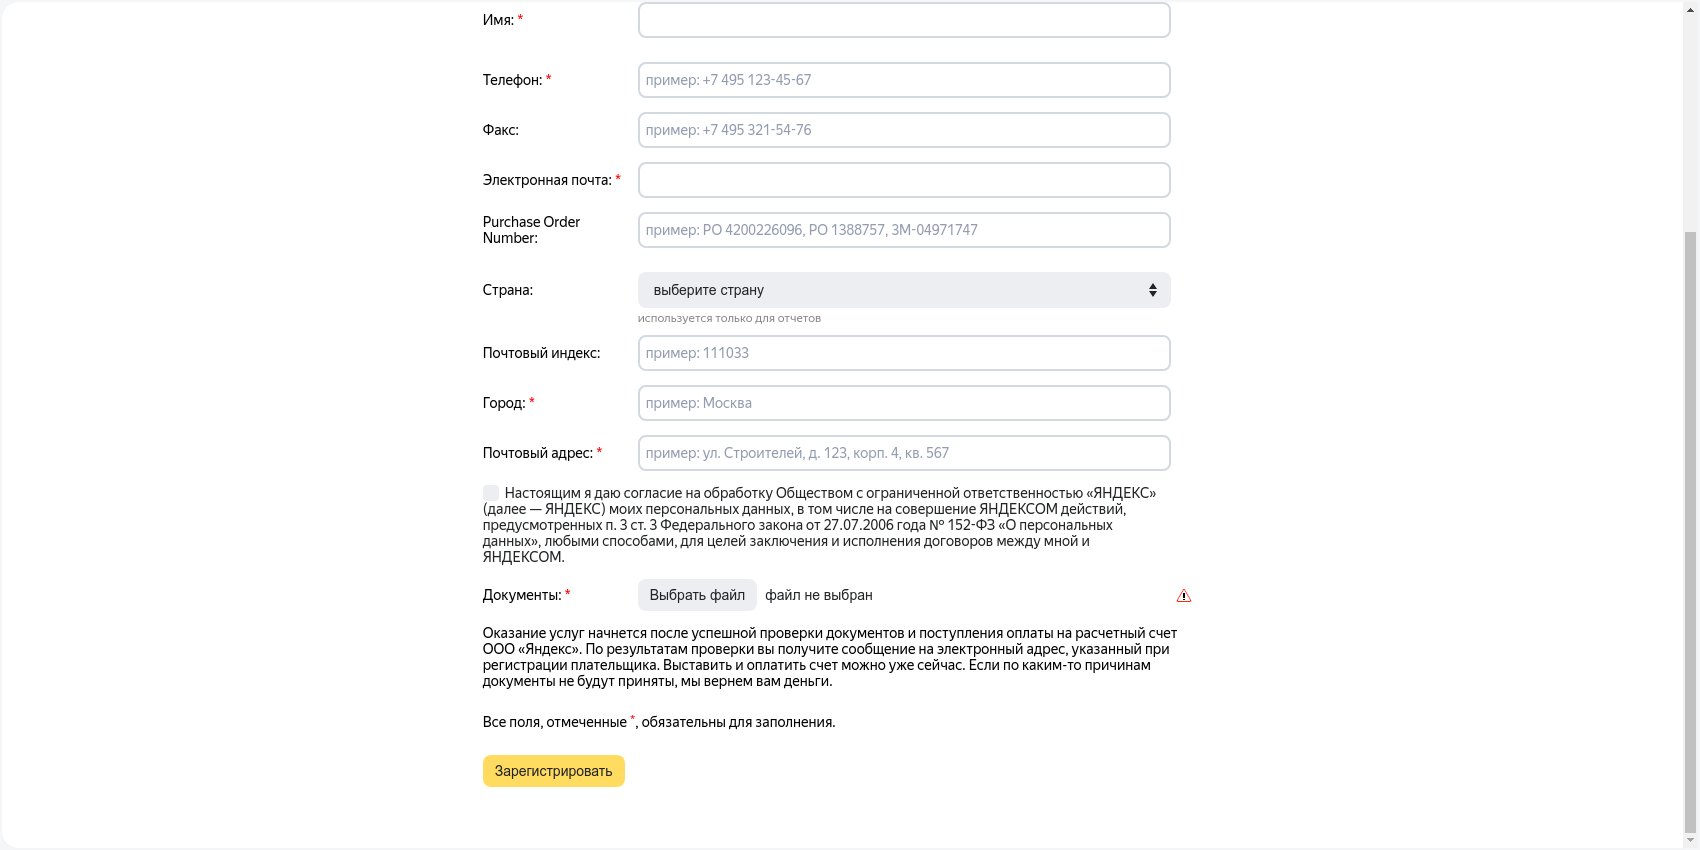 Имя: *
Телефон: * пример: +7 495 123-45-67
Факс: пример: +7 495 321-54-76
Электронная почта: *
Purchase Order
Number: пример: PO 4200226096, PO 1388757, 3M-04971747
Страна: выберите страну
используется только для отчетов
Почтовый индекс: пример: 111033
Город: * пример: Москва
Почтовый адрес: * пример: ул. Строителей, д. 123, корп. 4, кв. 567
Настоящим я даю согласие на обработку Обществом с ограниченной ответственностью «ЯНДЕКС»
(далее — ЯНДЕКС) моих персональных данных, в том числе на совершение ЯНДЕКСОМ действий,
предусмотренных п. 3 ст. 3 Федерального закона от 27.07.2006 года № 152-ФЗ «О персональных
данных», любыми способами, для целей заключения и исполнения договоров между мной и
ЯНДЕКСОМ.
Документы: * Выбрать файл файл не выбран
Оказание услуг начнется после успешной проверки документов и поступления оплаты на расчетный счет
ООО «Яндекс». По результатам проверки вы получите сообщение на электронный адрес, указанный при
регистрации плательщика. Выставить и оплатить счет можно уже сейчас. Если по каким-то причинам
документы не будут приняты, мы вернем вам деньги.
Все поля, отмеченные *, обязательны для заполнения.
Зарегистрировать